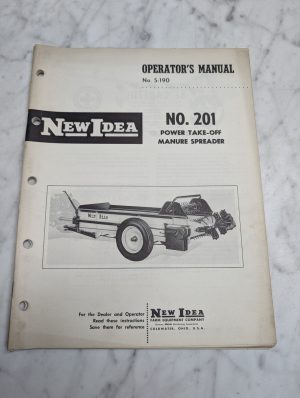 OPERATOR'S MANUAL
No. S-190
NEW IDEA
NO. 201
POWER TAKE-OFF
MANURE SPREADER
NEW IDEA
For the Dealer and Operator
Read these instructions
Save them for reference
NEW IDEA
FARM EQUIPMENT COMPANY
COLDWATER, OHIO, U.S.A.